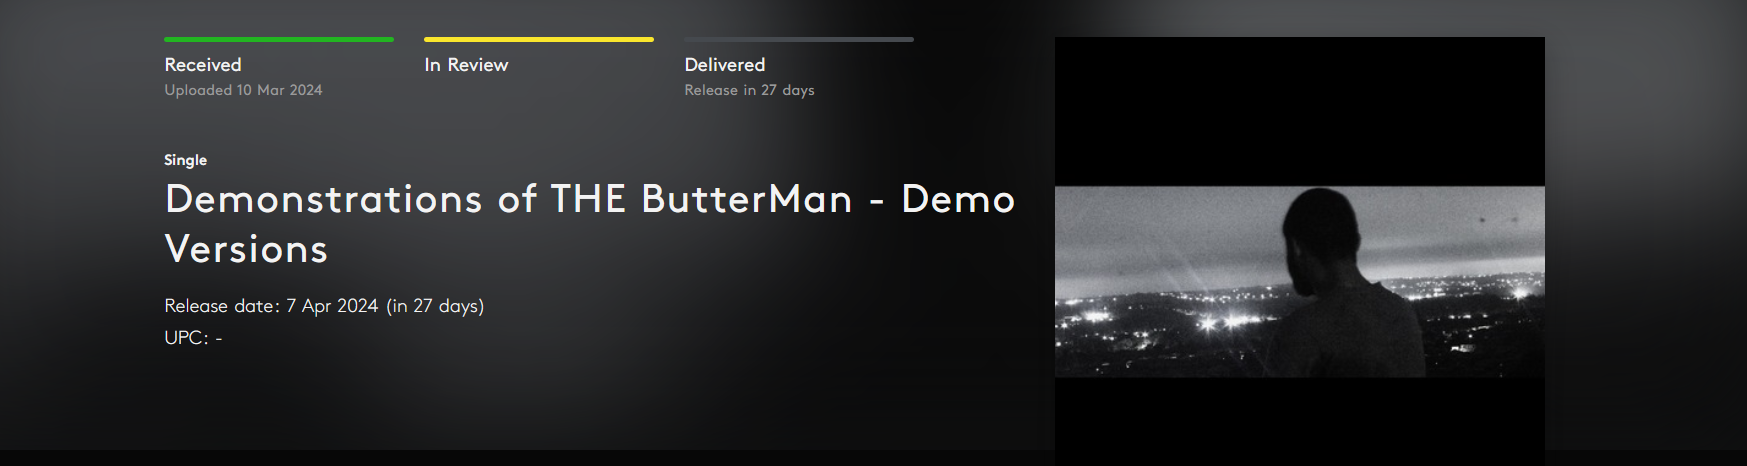 Received
Uploaded 10 Mar 2024
In Review
Delivered
Release in 27 days
Single
Demonstrations of THE ButterMan - Demo
Versions
Release date: 7 Apr 2024 (in 27 days)
UPC: -